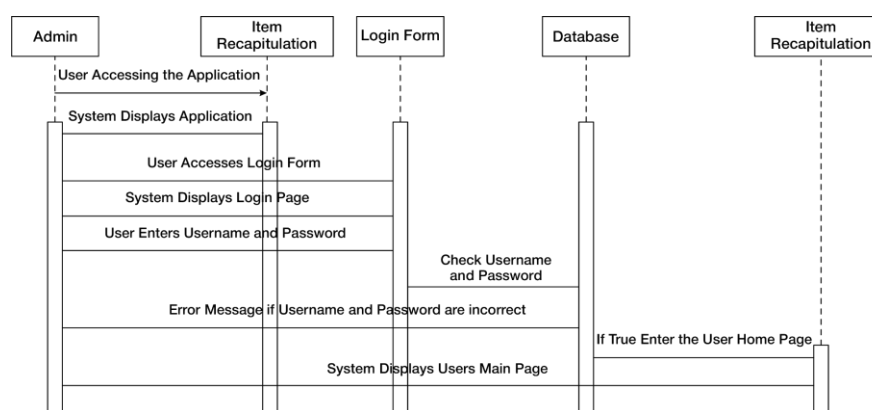 Admin
Item
Recapitulation
Login Form
Database
Item
Recapitulation
User Accessing the Application
System Displays Application
User Accesses Login Form
System Displays Login Page
User Enters Username and Password
Check Username
and Password
Error Message if Username and Password are incorrect
If True Enter the User Home Page
System Displays Users Main Page